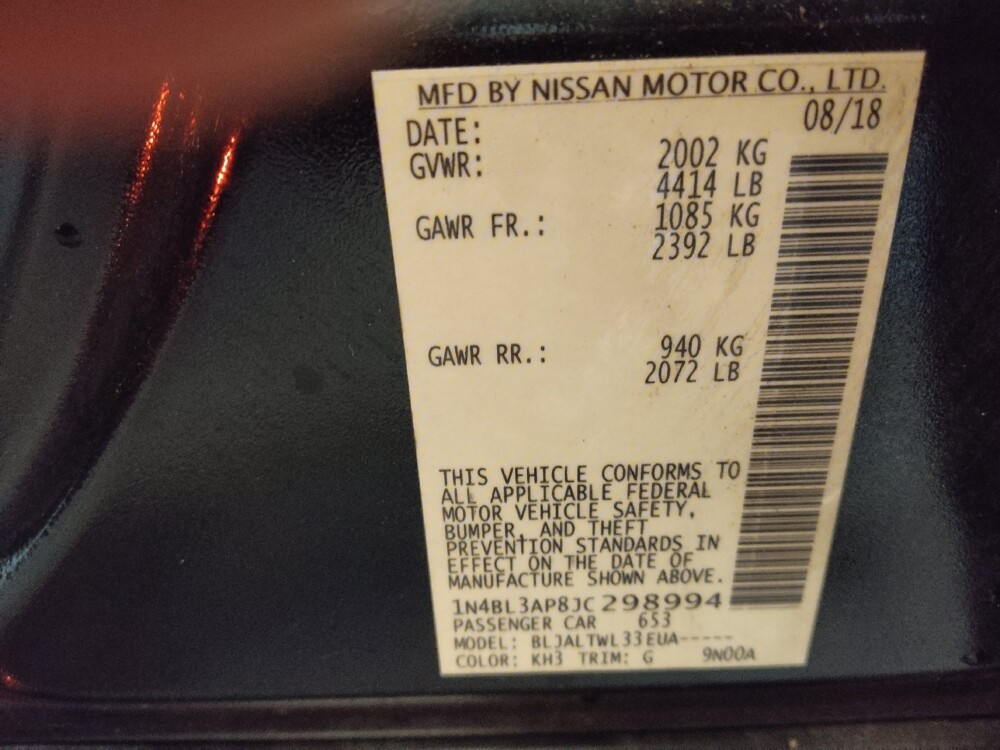 MFD BY NISSAN MOTOR CO., LTD.
DATE: 08/18
GVWR: 2002 KG
4414 LB
GAWR FR.: 1085 KG
2392 LB
GAWR RR.: 940 KG
2072 LB
THIS VEHICLE CONFORMS TO
ALL APPLICABLE FEDERAL
MOTOR VEHICLE SAFETY,
BUMPER, AND THEFT
PREVENTION STANDARDS IN
EFFECT ON THE DATE OF
MANUFACTURE SHOWN ABOVE.
1N4BL3AP8JC298994
PASSENGER CAR 653
MODEL: BLJALTWL33EUA-----
COLOR: KH3 TRIM: G 9N00A